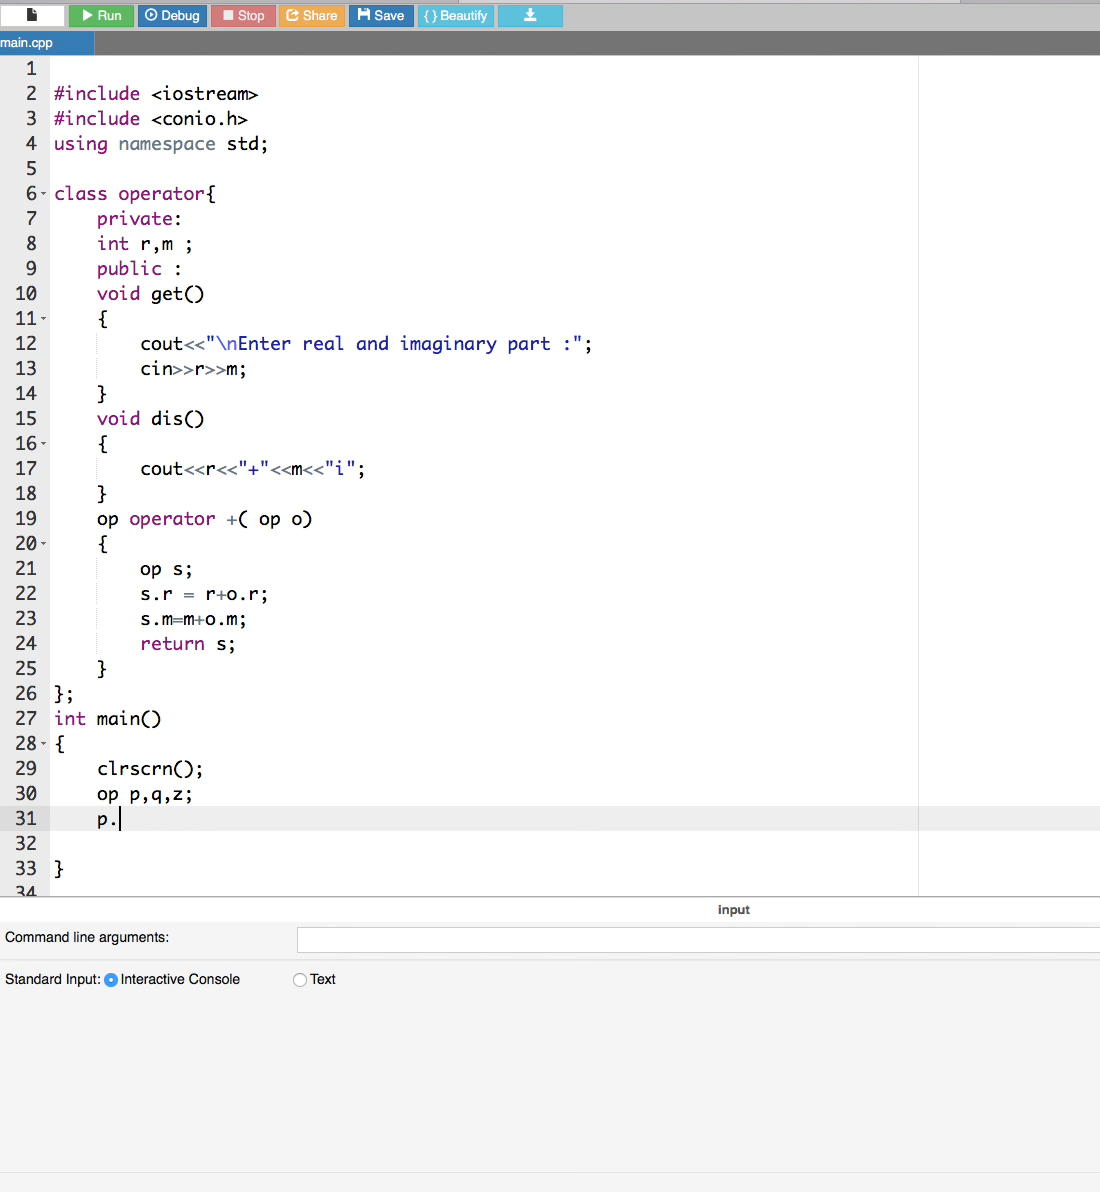 Run Debug Stop Share Save { } Beautify
main.cpp
1
2 #include <iostream>
3 #include <conio.h>
4 using namespace std;
5
6 class operator{
7 private:
8 int r,m ;
9 public :
10 void get()
11 {
12 cout<<"\nEnter real and imaginary part :";
13 cin>>r>>m;
14 }
15 void dis()
16 {
17 cout<<r<<"+"<<m<<"i";
18 }
19 op operator +( op o)
20 {
21 op s;
22 s.r = r+o.r;
23 s.m=m+o.m;
24 return s;
25 }
26 };
27 int main()
28 {
29 clrscrn();
30 op p,q,z;
31 p.
32
33 }
34
input
Command line arguments:
Standard Input: Interactive Console Text